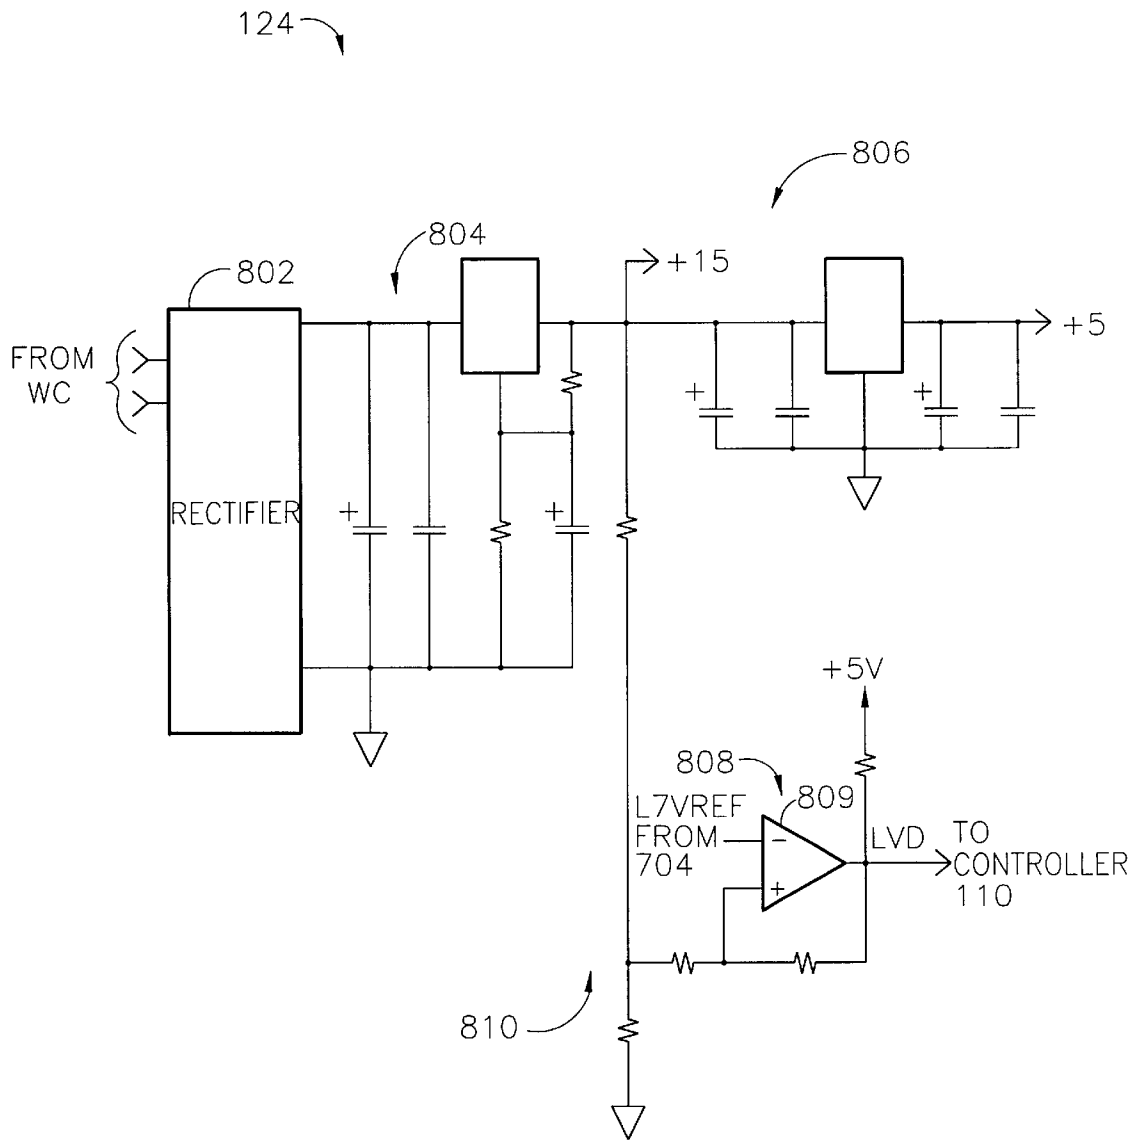 124
806
804
+15
802
+5
FROM
WC
+
+
RECTIFIER
+
+
+5V
808
809
L7VREF
FROM
704
−
+
LVD
TO
CONTROLLER
110
810